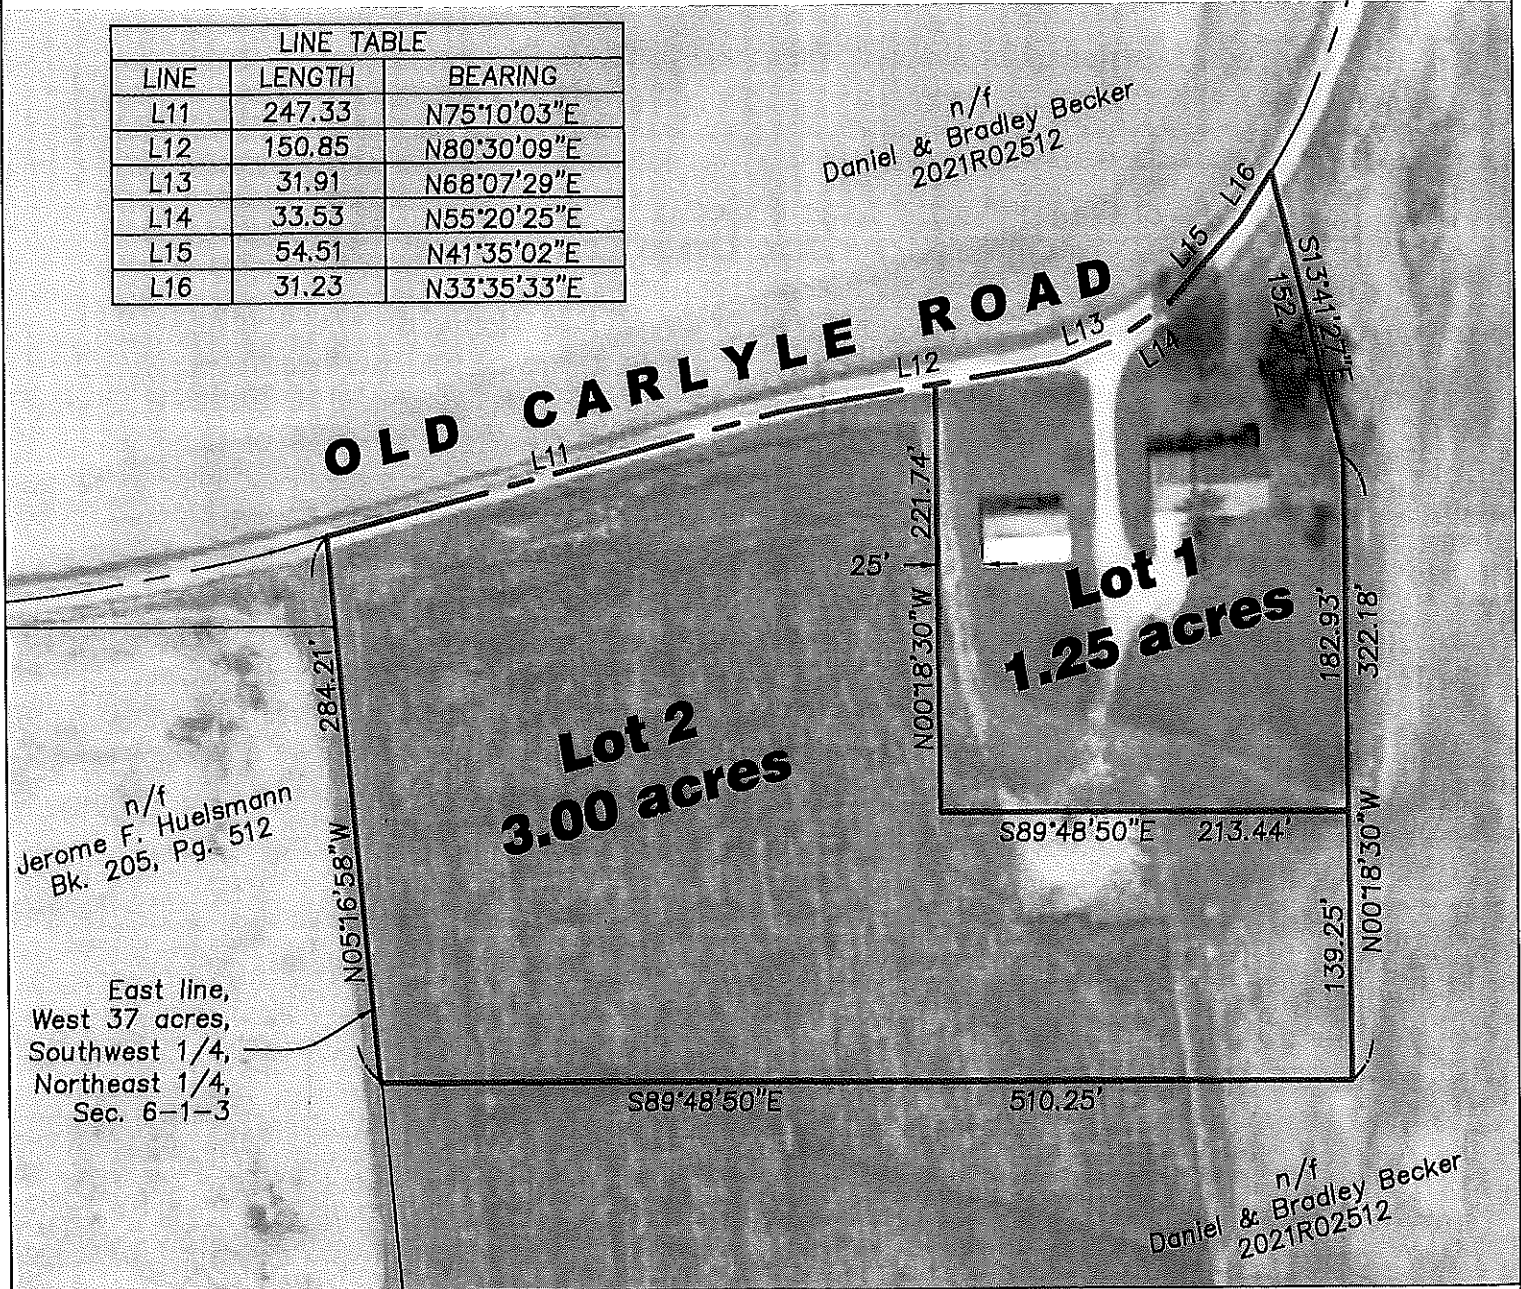 LINE TABLE
LINE LENGTH BEARING
L11 247.33 N75°10'03"E
L12 150.85 N80°30'09"E
L13 31.91 N68°07'29"E
L14 33.53 N55°20'25"E
L15 54.51 N41°35'02"E
L16 31.23 N33°35'33"E
n/f
Daniel & Bradley Becker
2021R02512
L16
L15
S13°41'27"E
OLD CARLYLE ROAD
L13
L14
L12
L11
221.74'
25'
N00°18'30"W
Lot 1
1.25 acres
182.93'
322.18'
284.21'
Lot 2
3.00 acres
n/f
Jerome F. Huelsmann
Bk. 205, Pg. 512
S89°48'50"E 213.44'
N05°16'58"W
N00°18'30"W
139.25'
East line,
West 37 acres,
Southwest 1/4,
Northeast 1/4,
Sec. 6-1-3
S89°48'50"E 510.25'
n/f
Daniel & Bradley Becker
2021R02512